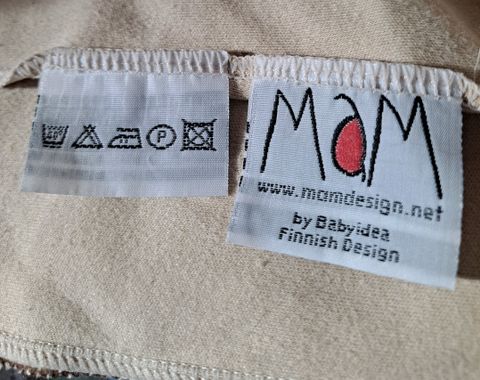 P
MaM
www.mamdesign.net
by Babyidea
Finnish Design